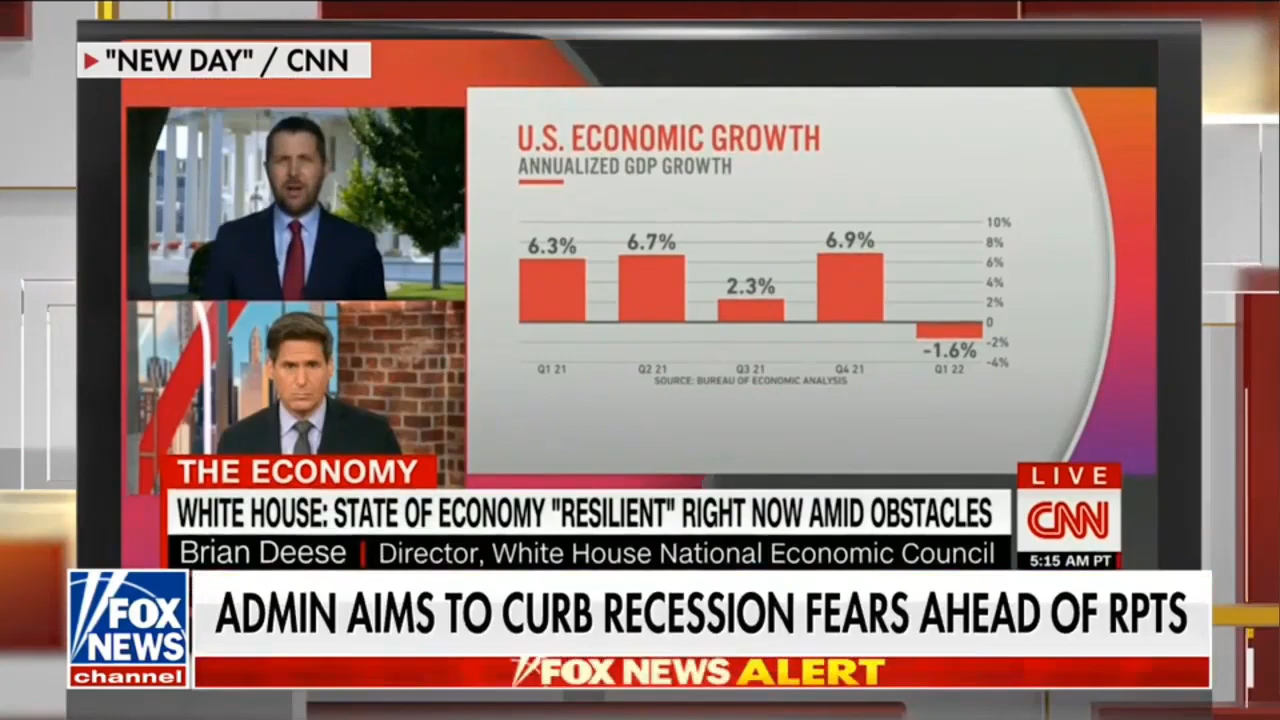 "NEW DAY" / CNN
U.S. ECONOMIC GROWTH
ANNUALIZED GDP GROWTH
10%
8%
6%
4%
2%
0
-2%
-4%
6.3%
6.7%
2.3%
6.9%
-1.6%
Q1 21
Q2 21
Q3 21
Q4 21
Q1 22
SOURCE: BUREAU OF ECONOMIC ANALYSIS
THE ECONOMY
WHITE HOUSE: STATE OF ECONOMY "RESILIENT" RIGHT NOW AMID OBSTACLES
Brian Deese | Director, White House National Economic Council
LIVE
CNN
5:15 AM PT
FOX
NEWS
channel
ADMIN AIMS TO CURB RECESSION FEARS AHEAD OF RPTS
FOX NEWS ALERT